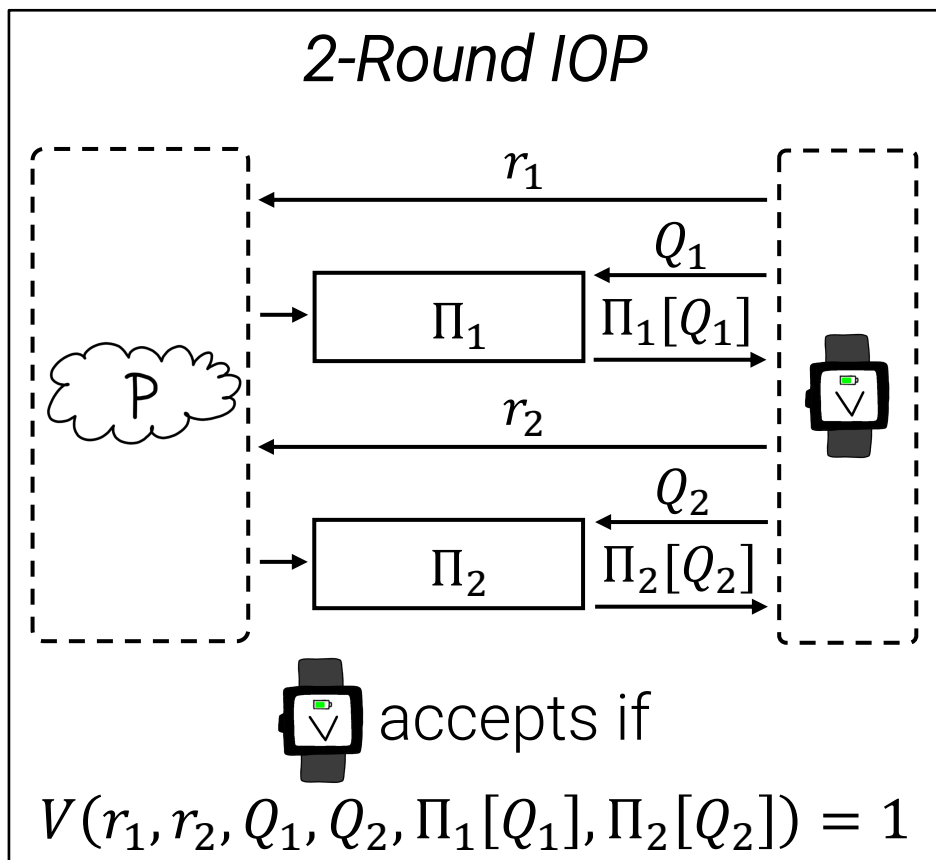 2-Round IOP
r₁
Q₁
Π₁
Π₁[Q₁]
P
V
r₂
Q₂
Π₂
Π₂[Q₂]
V accepts if
V(r₁, r₂, Q₁, Q₂, Π₁[Q₁], Π₂[Q₂]) = 1